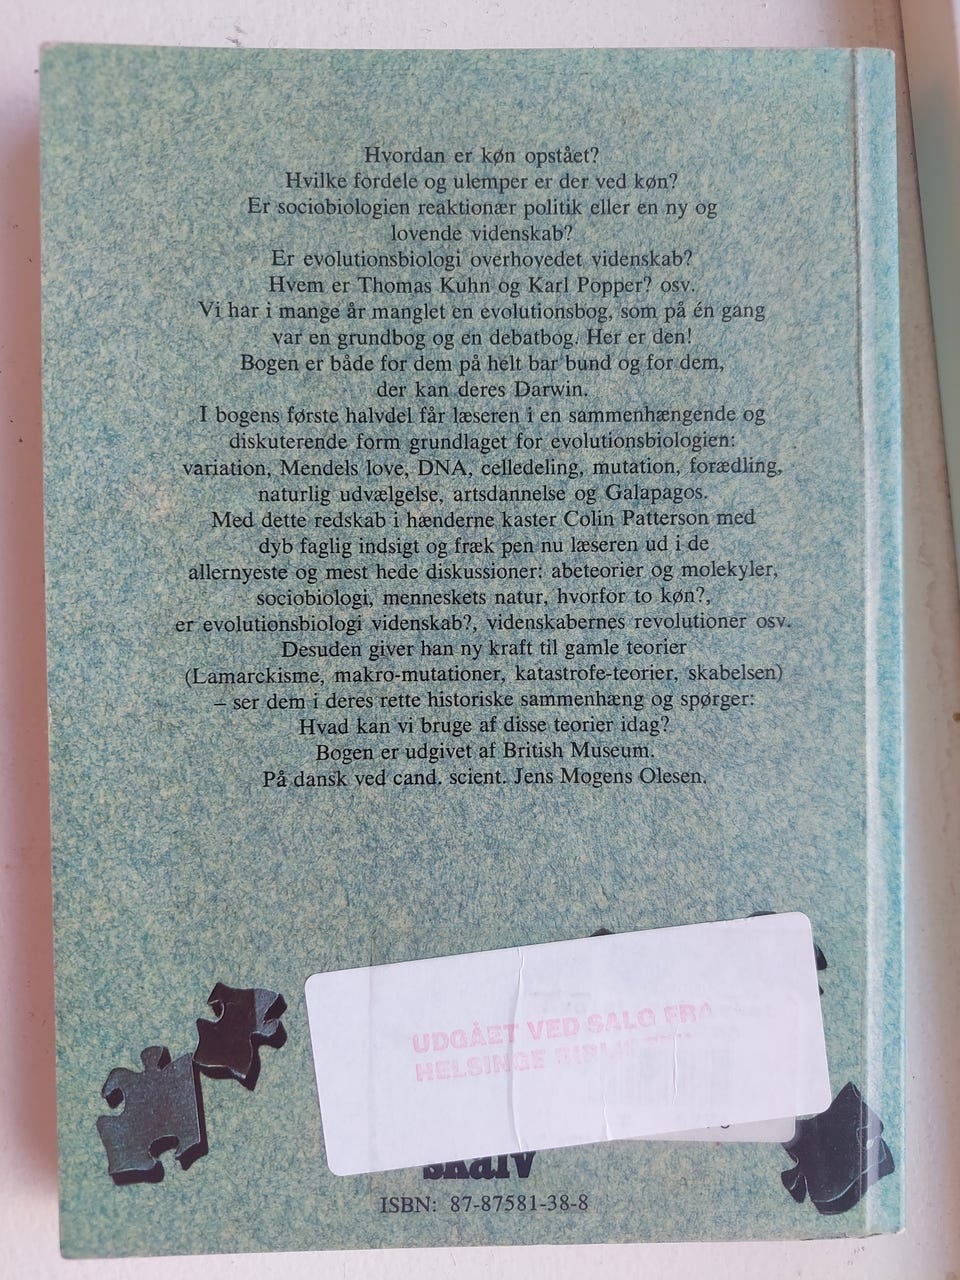 Hvordan er køn opstået?
Hvilke fordele og ulemper er der ved køn?
Er sociobiologien reaktionær politik eller en ny og
lovende videnskab?
Er evolutionsbiologi overhovedet videnskab?
Hvem er Thomas Kuhn og Karl Popper? osv.
Vi har i mange år manglet en evolutionsbog, som på én gang
var en grundbog og en debatbog. Her er den!
Bogen er både for dem på helt bar bund og for dem,
der kan deres Darwin.
I bogens første halvdel får læseren i en sammenhængende og
diskuterende form grundlaget for evolutionsbiologien:
variation, Mendels love, DNA, celledeling, mutation, forædling,
naturlig udvælgelse, artsdannelse og Galapagos.
Med dette redskab i hænderne kaster Colin Patterson med
dyb faglig indsigt og fræk pen nu læseren ud i de
allernyeste og mest hede diskussioner: abeteorier og molekyler,
sociobiologi, menneskets natur, hvorfor to køn?,
er evolutionsbiologi videnskab?, videnskabernes revolutioner osv.
Desuden giver han ny kraft til gamle teorier
(Lamarckisme, makro-mutationer, katastrofe-teorier, skabelsen)
– ser dem i deres rette historiske sammenhæng og spørger:
Hvad kan vi bruge af disse teorier idag?
Bogen er udgivet af British Museum.
På dansk ved cand. scient. Jens Mogens Olesen.
UDGÅET VED SALG FRA
HELSINGE
skarv
ISBN: 87-87581-38-8